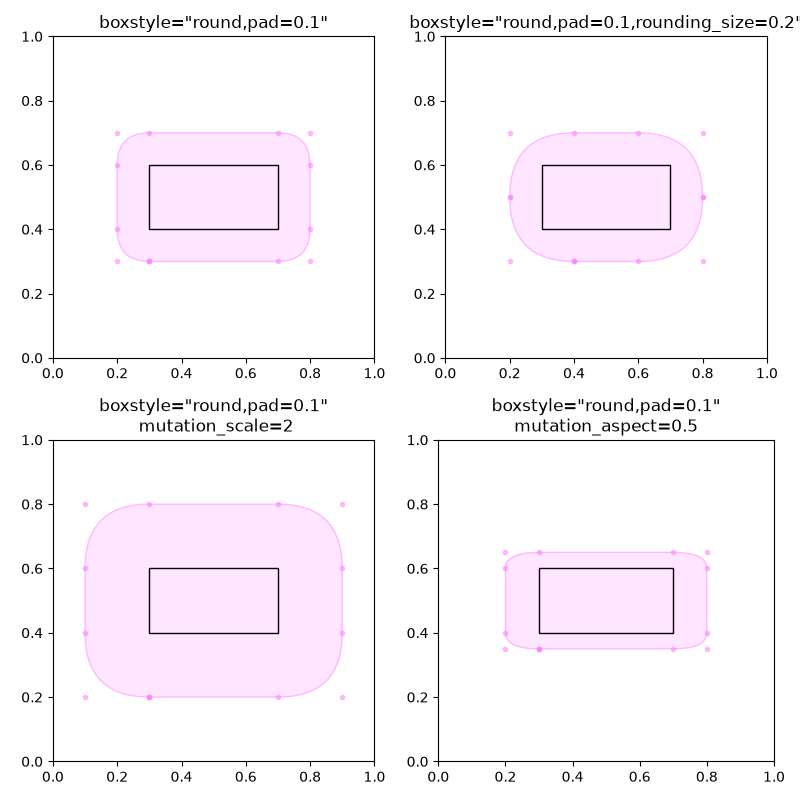 boxstyle="round,pad=0.1"
1.0
0.8
0.6
0.4
0.2
0.0
0.0 0.2 0.4 0.6 0.8 1.0
boxstyle="round,pad=0.1,rounding_size=0.2"
1.0
0.8
0.6
0.4
0.2
0.0
0.0 0.2 0.4 0.6 0.8 1.0
boxstyle="round,pad=0.1"
mutation_scale=2
1.0
0.8
0.6
0.4
0.2
0.0
0.0 0.2 0.4 0.6 0.8 1.0
boxstyle="round,pad=0.1"
mutation_aspect=0.5
1.0
0.8
0.6
0.4
0.2
0.0
0.0 0.2 0.4 0.6 0.8 1.0